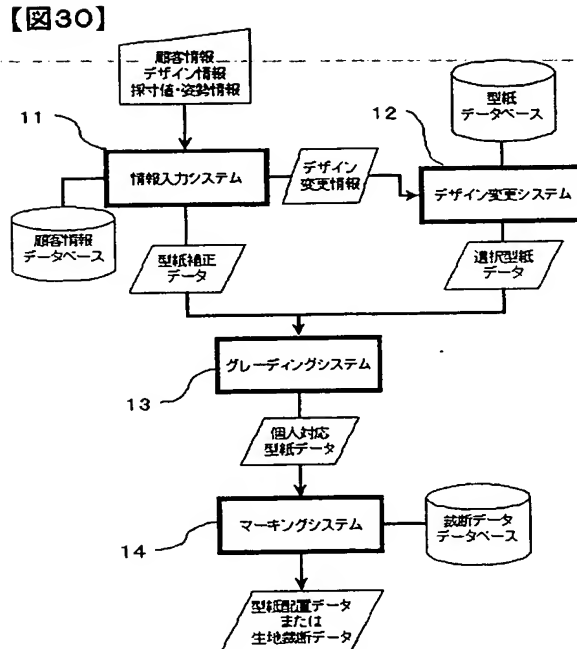 【図30】
顧客情報
デザイン情報
採寸値・姿勢情報
11
情報入力システム
デザイン
変更情報
型紙
データベース
12
デザイン変更システム
顧客情報
データベース
型紙補正
データ
選択型紙
データ
グレーディングシステム
13
個人対応
型紙データ
マーキングシステム
14
裁断データ
データベース
型紙配置データ
または
生地裁断データ